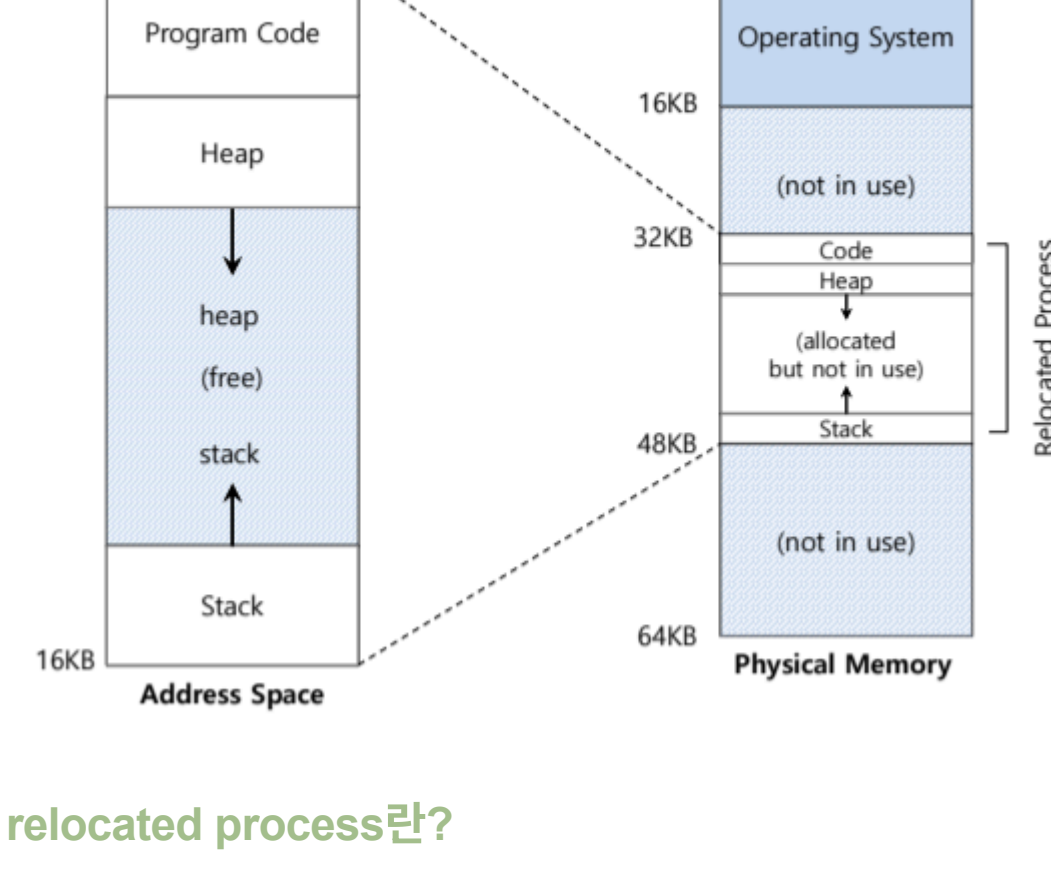 Program Code
Heap
heap
(free)
stack
Stack
16KB
Address Space
Operating System
16KB
(not in use)
32KB
Code
Heap
(allocated
but not in use)
Stack
48KB
(not in use)
64KB
Physical Memory
Relocated Process
relocated process란?